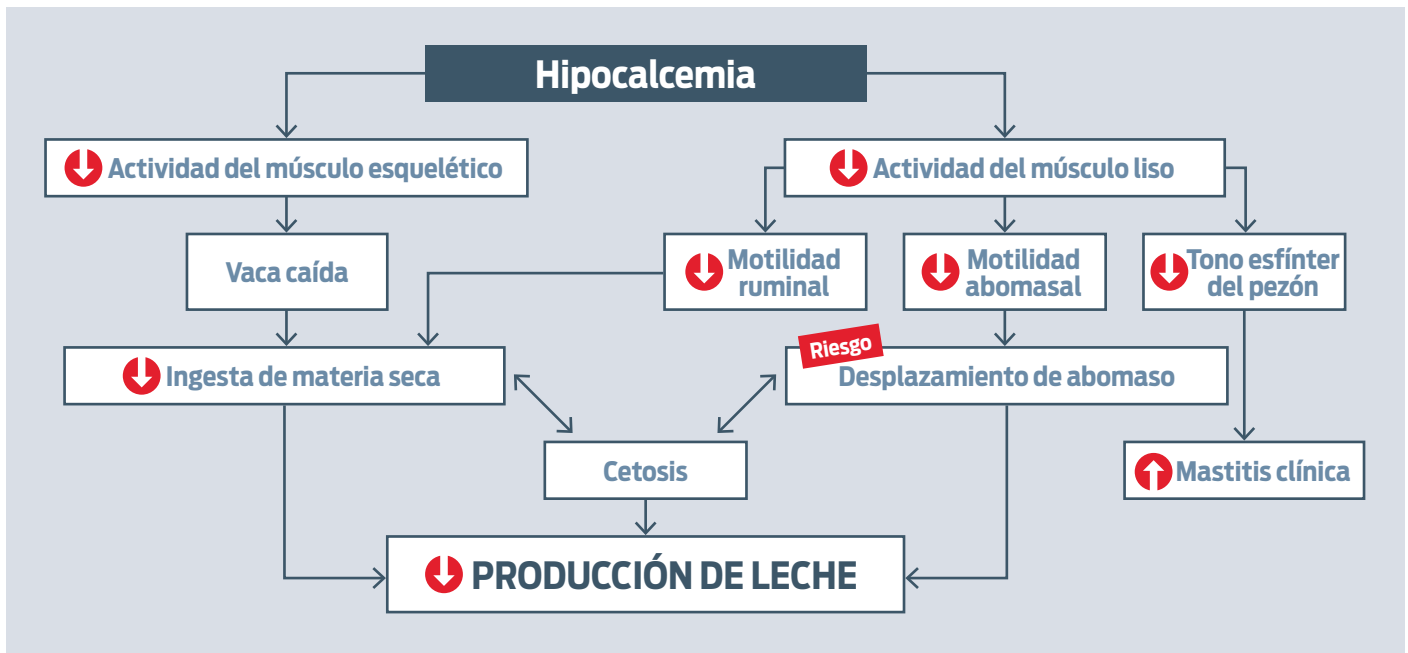 Hipocalcemia
Actividad del músculo esquelético
Actividad del músculo liso
Vaca caída
Motilidad
ruminal
Motilidad
abomasal
Tono esfínter
del pezón
Riesgo
Ingesta de materia seca
Desplazamiento de abomaso
Cetosis
Mastitis clínica
PRODUCCIÓN DE LECHE